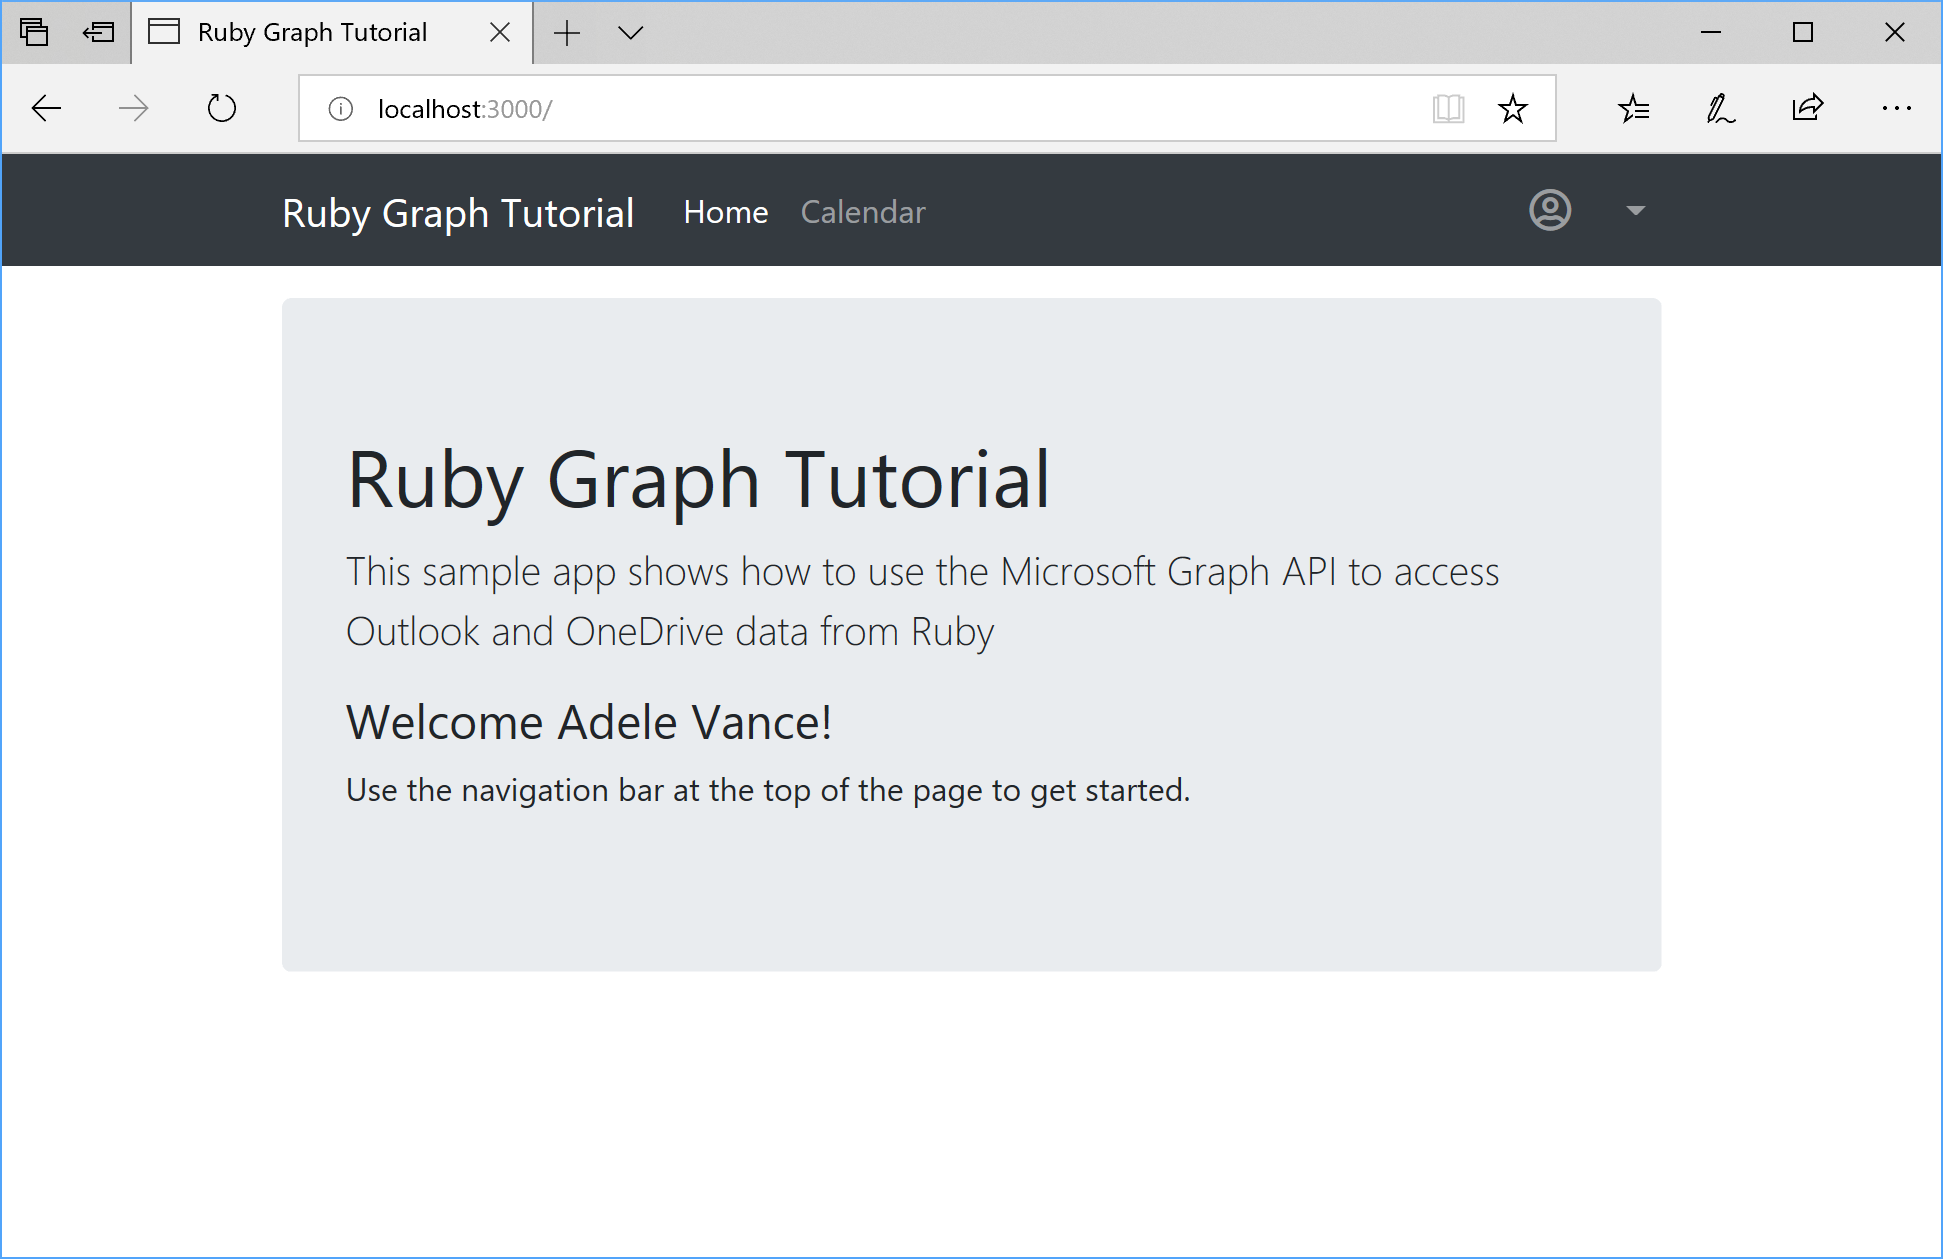 Ruby Graph Tutorial
localhost:3000/
Ruby Graph Tutorial Home Calendar
Ruby Graph Tutorial
This sample app shows how to use the Microsoft Graph API to access
Outlook and OneDrive data from Ruby
Welcome Adele Vance!
Use the navigation bar at the top of the page to get started.